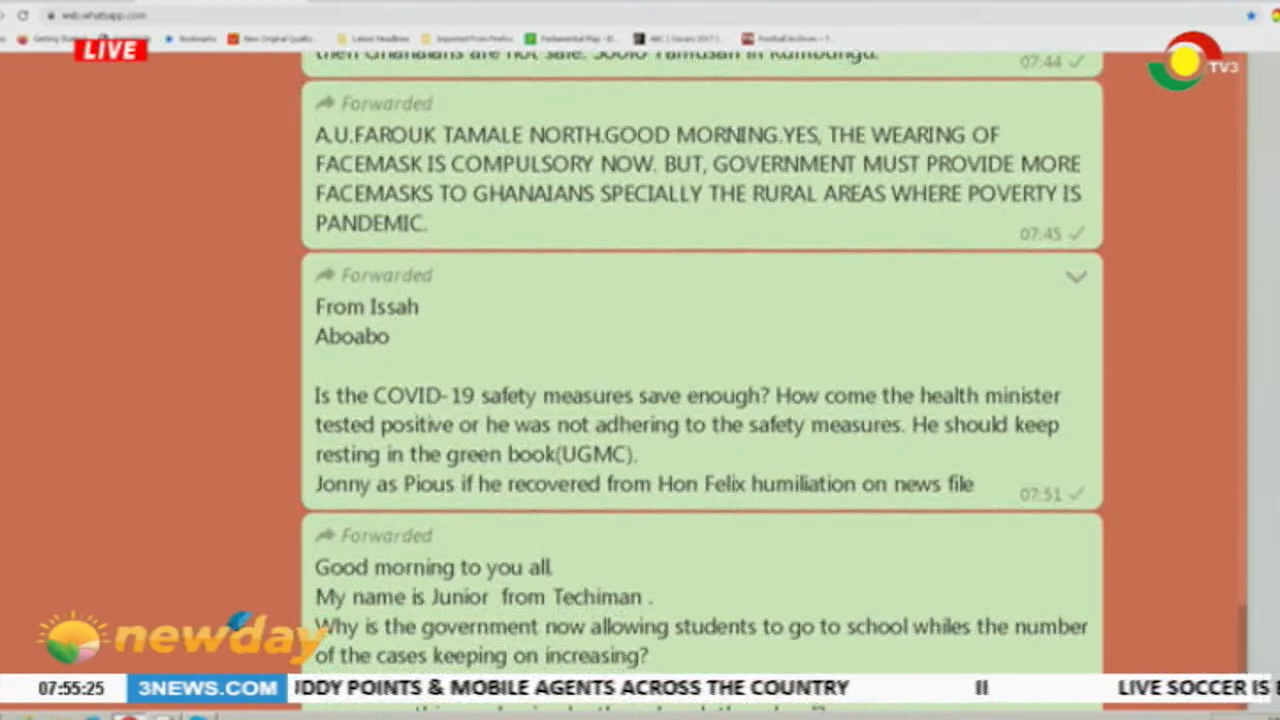 web.whatsapp.com
Bookmarks
LIVE
TV3
07:44
Forwarded
A.U.FAROUK TAMALE NORTH.GOOD MORNING.YES, THE WEARING OF
FACEMASK IS COMPULSORY NOW. BUT, GOVERNMENT MUST PROVIDE MORE
FACEMASKS TO GHANAIANS SPECIALLY THE RURAL AREAS WHERE POVERTY IS
PANDEMIC.
07:45
Forwarded
From Issah
Aboabo
Is the COVID-19 safety measures save enough? How come the health minister
tested positive or he was not adhering to the safety measures. He should keep
resting in the green book(UGMC).
Jonny as Pious if he recovered from Hon Felix humiliation on news file
07:51
Forwarded
Good morning to you all.
My name is Junior from Techiman .
Why is the government now allowing students to go to school whiles the number
of the cases keeping on increasing?
newday
07:55:25
3NEWS.COM
IDDY POINTS & MOBILE AGENTS ACROSS THE COUNTRY
LIVE SOCCER IS